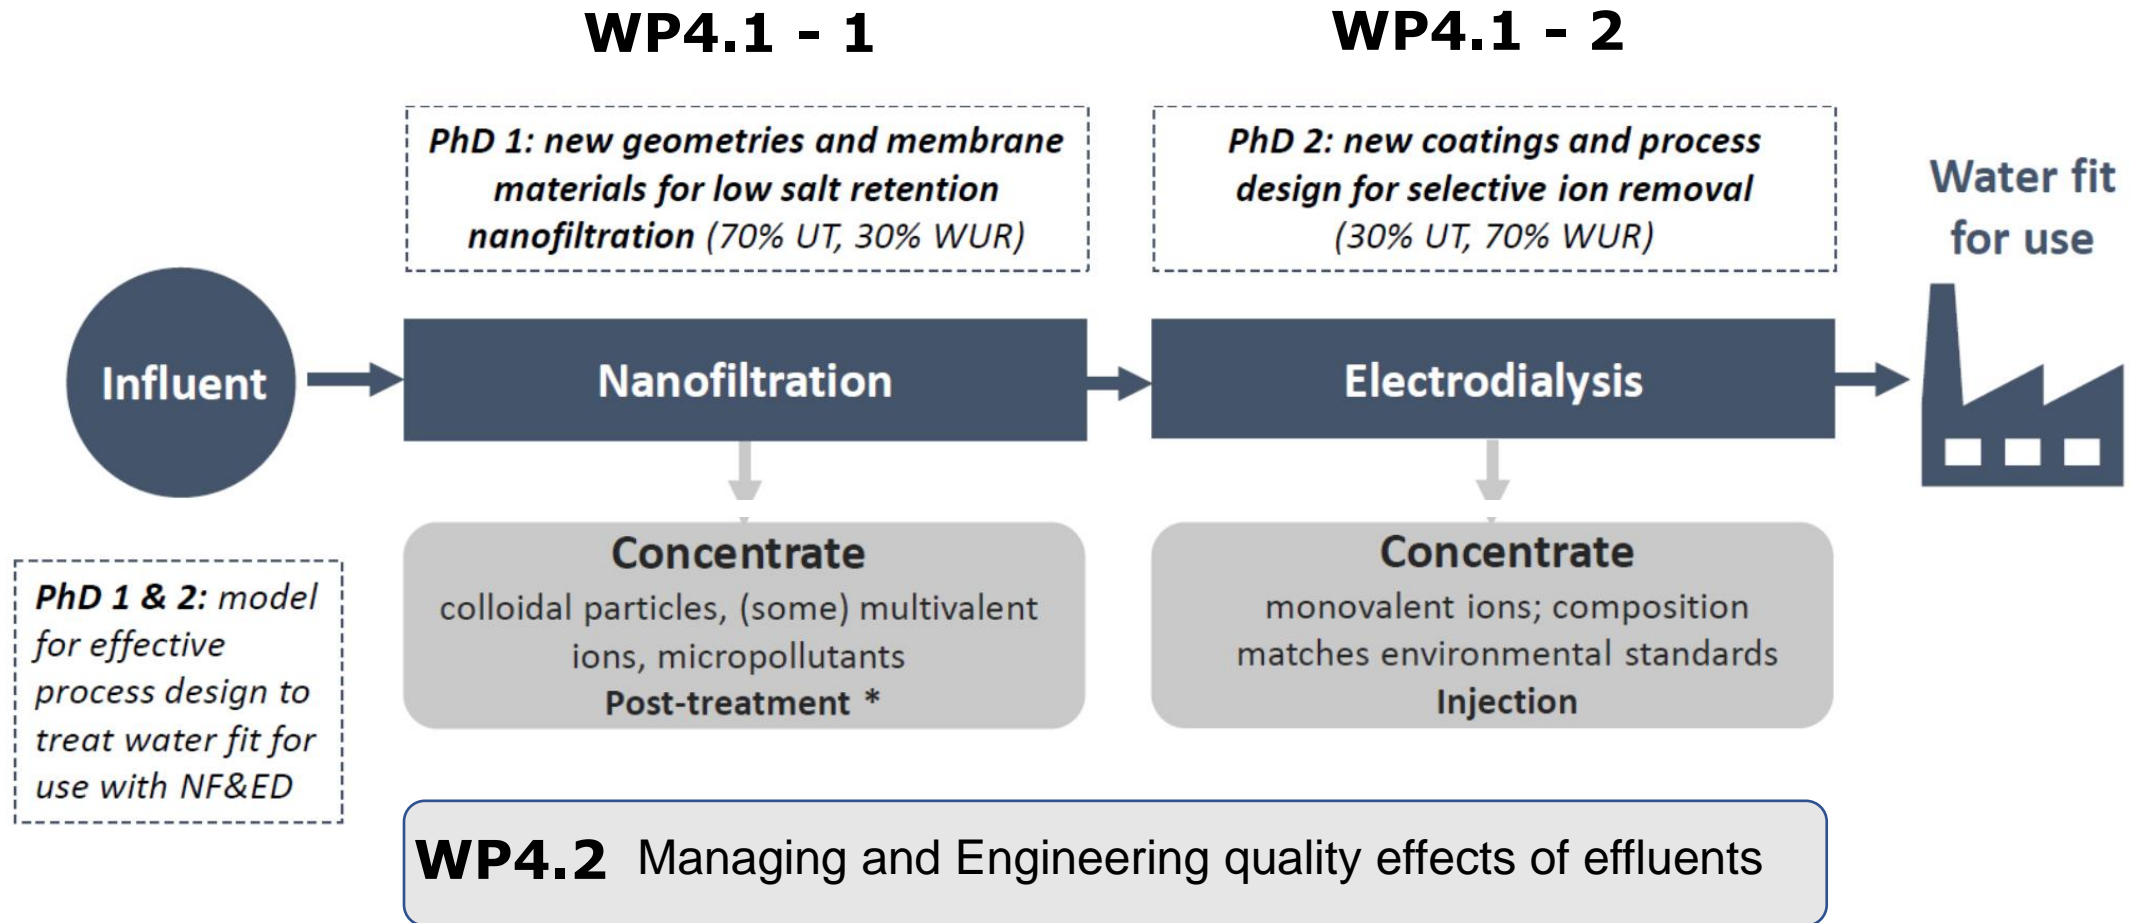 WP4.1 - 1
WP4.1 - 2
PhD 1: new geometries and membrane
materials for low salt retention
nanofiltration (70% UT, 30% WUR)
PhD 2: new coatings and process
design for selective ion removal
(30% UT, 70% WUR)
Water fit
for use
Influent
Nanofiltration
Electrodialysis
PhD 1 & 2: model
for effective
process design to
treat water fit for
use with NF&ED
Concentrate
colloidal particles, (some) multivalent
ions, micropollutants
Post-treatment *
Concentrate
monovalent ions; composition
matches environmental standards
Injection
WP4.2 Managing and Engineering quality effects of effluents